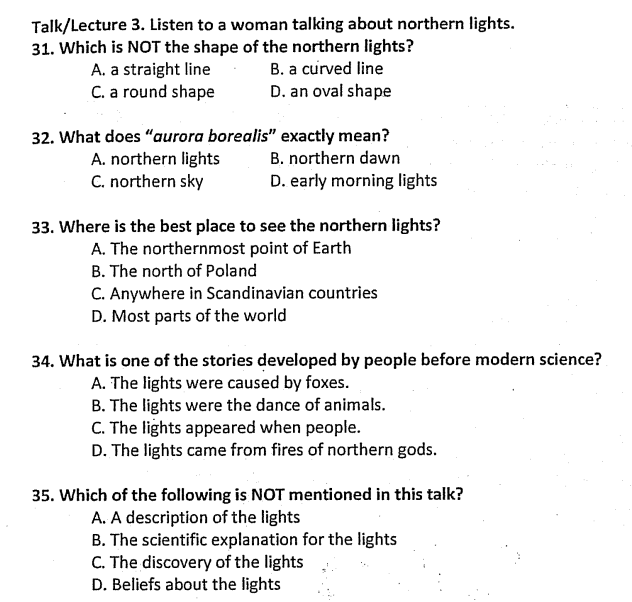 Talk/Lecture 3. Listen to a woman talking about northern lights.
31. Which is NOT the shape of the northern lights?
A. a straight line B. a curved line
C. a round shape D. an oval shape
32. What does “aurora borealis” exactly mean?
A. northern lights B. northern dawn
C. northern sky D. early morning lights
33. Where is the best place to see the northern lights?
A. The northernmost point of Earth
B. The north of Poland
C. Anywhere in Scandinavian countries
D. Most parts of the world
34. What is one of the stories developed by people before modern science?
A. The lights were caused by foxes.
B. The lights were the dance of animals.
C. The lights appeared when people.
D. The lights came from fires of northern gods.
35. Which of the following is NOT mentioned in this talk?
A. A description of the lights
B. The scientific explanation for the lights
C. The discovery of the lights
D. Beliefs about the lights